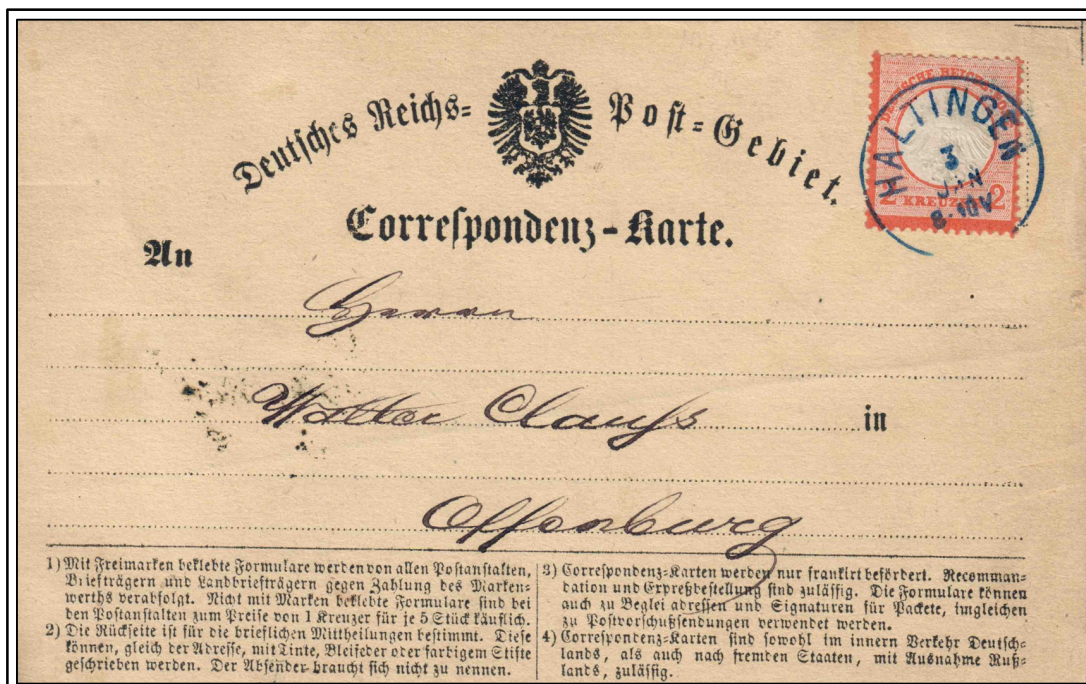 Deutsches Reichs=Post=Gebiet.
Correspondenz-Karte.
DEUTSCHE REICHS-POST
2 KREUZER 2
HALTINGEN
3
JAN
8-10V
An
Herrn
Walter Clauß
in
Offenburg
1) Mit Freimarken beklebte Formulare werden von allen Postanstalten,
Briefträgern und Landbriefträgern gegen Zahlung des Marken-
werths verabfolgt. Nicht mit Marken beklebte Formulare sind bei
den Postanstalten zum Preise von 1 Kreuzer für je 5 Stück käuflich.
2) Die Rückseite ist für die brieflichen Mittheilungen bestimmt. Diese
können, gleich der Adresse, mit Tinte, Bleifeder oder farbigem Stifte
geschrieben werden. Der Absender braucht sich nicht zu nennen.
3) Correspondenz-Karten werden nur frankirt befördert. Recomman-
dation und Expreßbestellung sind zulässig. Die Formulare können
auch zu Begleitadressen und Signaturen für Packete, imgleichen
zu Postvorschußsendungen verwendet werden.
4) Correspondenz-Karten sind sowohl im innern Verkehr Deutsch-
lands, als auch nach fremden Staaten, mit Ausnahme Ruß-
lands, zulässig.